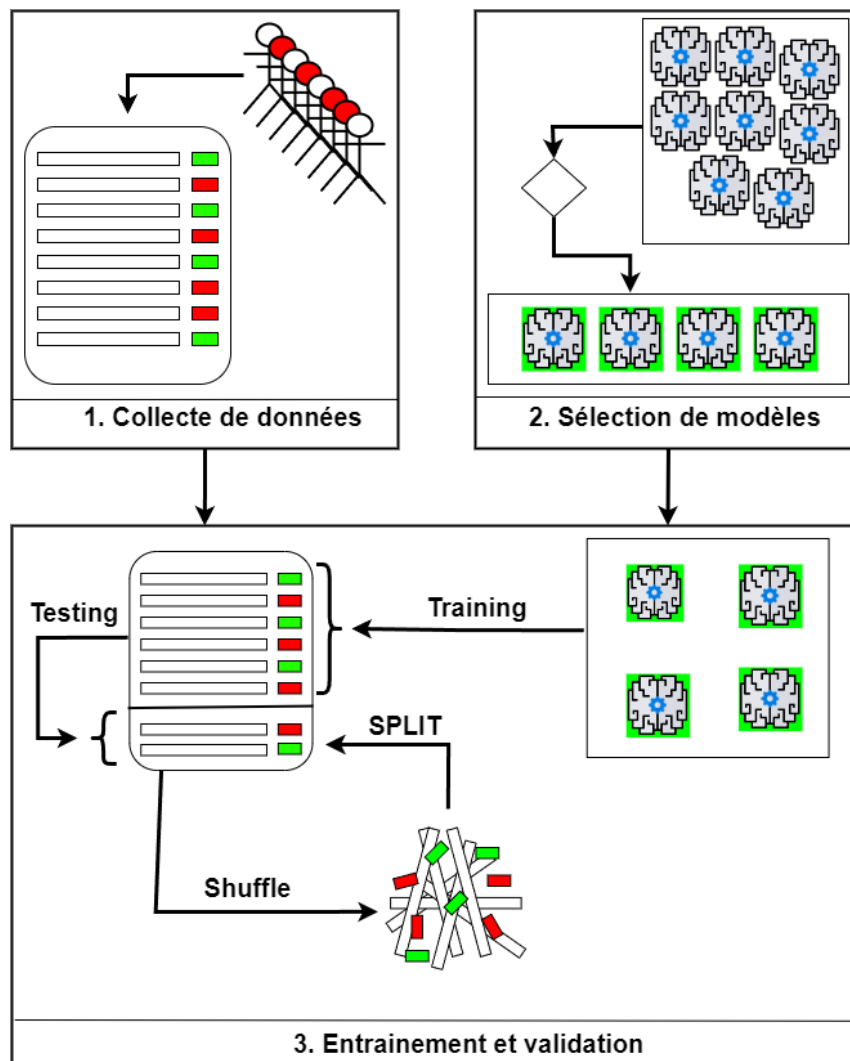 1. Collecte de données
2. Sélection de modèles
Testing
Training
SPLIT
Shuffle
3. Entrainement et validation